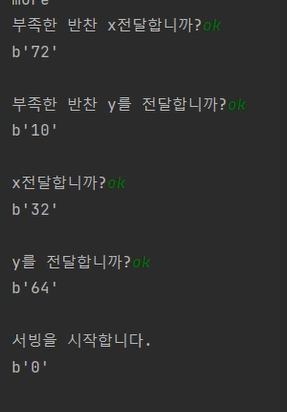 more
부족한 반찬 x전달합니까?ok
b'72'
부족한 반찬 y를 전달합니까?ok
b'10'
x전달합니까?ok
b'32'
y를 전달합니까?ok
b'64'
서빙을 시작합니다.
b'0'